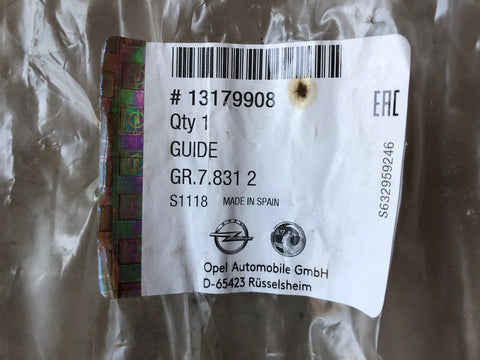 # 13179908
Qty 1
GUIDE
GR.7.831 2
S1118 MADE IN SPAIN
Opel Automobile GmbH
D-65423 Rüsselsheim
EAC
S632959246